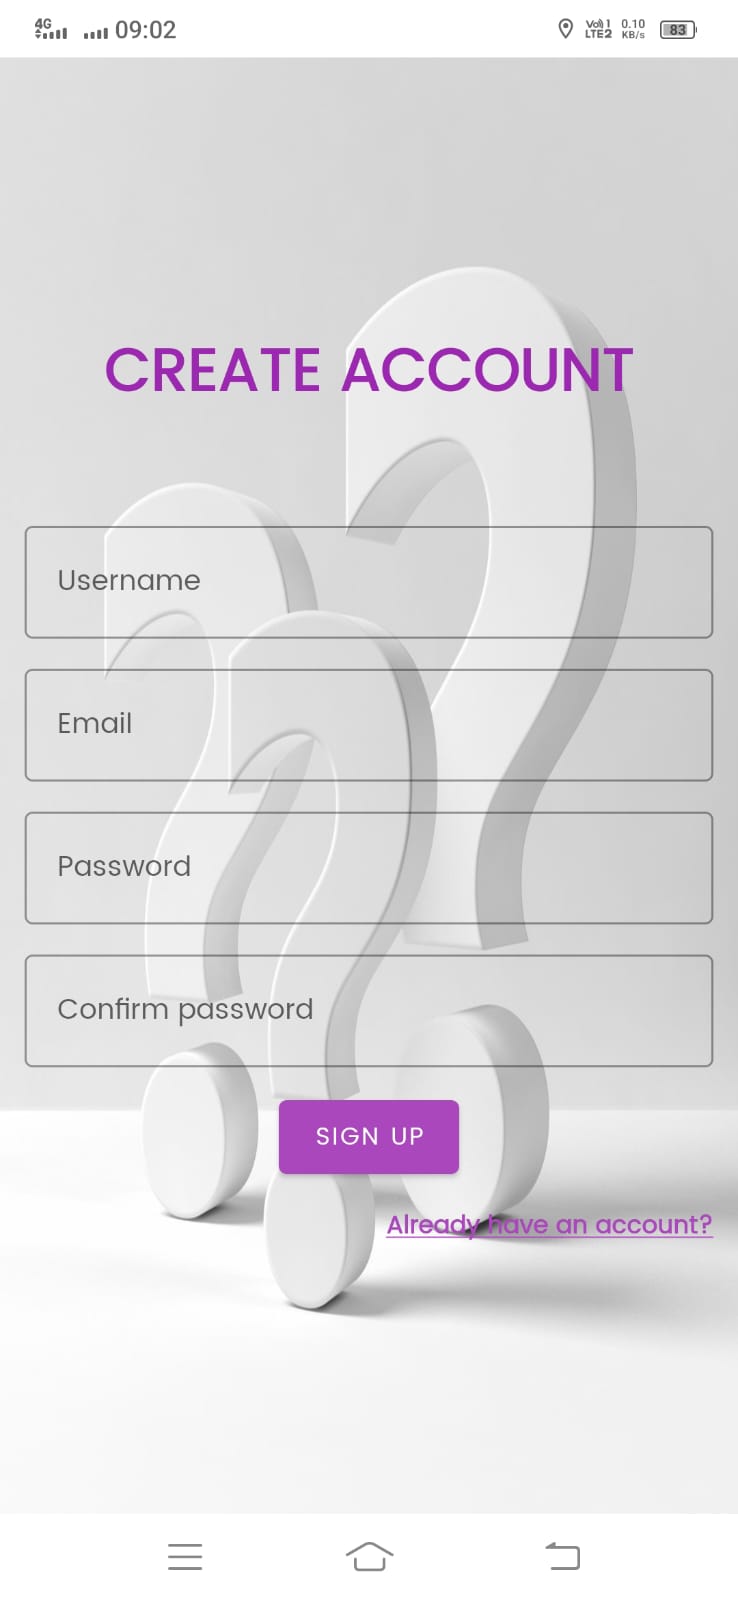 4G 09:02 Vo)) 1 LTE2 0.10 KB/s 83
CREATE ACCOUNT
Username
Email
Password
Confirm password
SIGN UP
Already have an account?